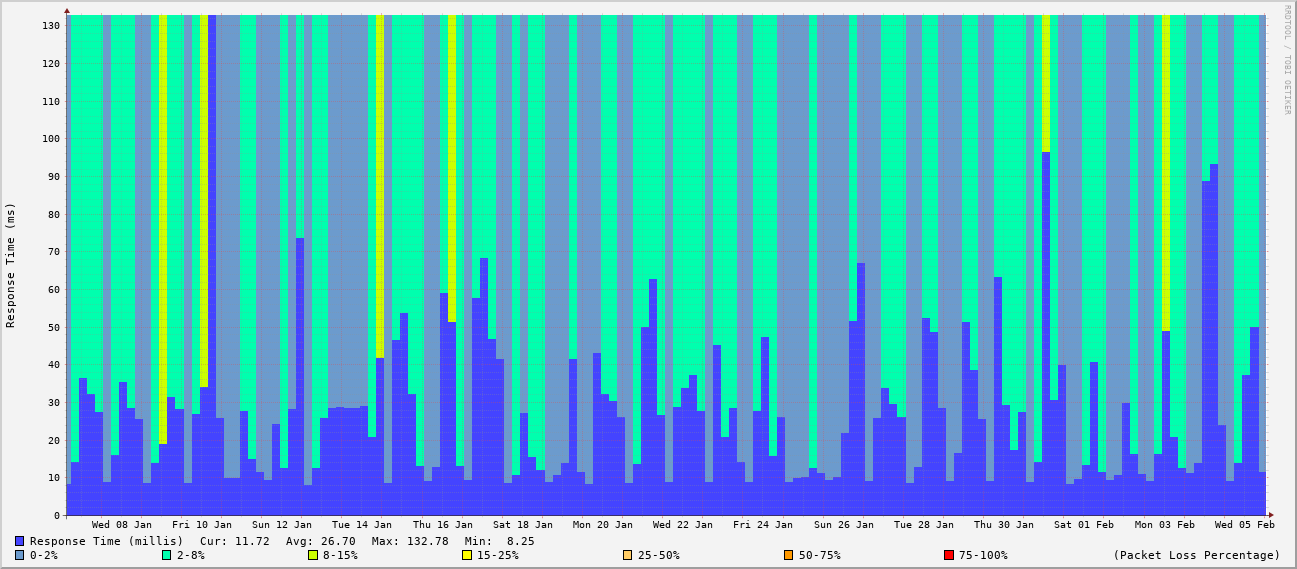 RRDTOOL / TOBI OETIKER
Response Time (ms)
130
120
110
100
90
80
70
60
50
40
30
20
10
0
Wed 08 Jan Fri 10 Jan Sun 12 Jan Tue 14 Jan Thu 16 Jan Sat 18 Jan Mon 20 Jan Wed 22 Jan Fri 24 Jan Sun 26 Jan Tue 28 Jan Thu 30 Jan Sat 01 Feb Mon 03 Feb Wed 05 Feb
Response Time (millis) Cur: 11.72 Avg: 26.70 Max: 132.78 Min: 8.25
0-2% 2-8% 8-15% 15-25% 25-50% 50-75% 75-100% (Packet Loss Percentage)